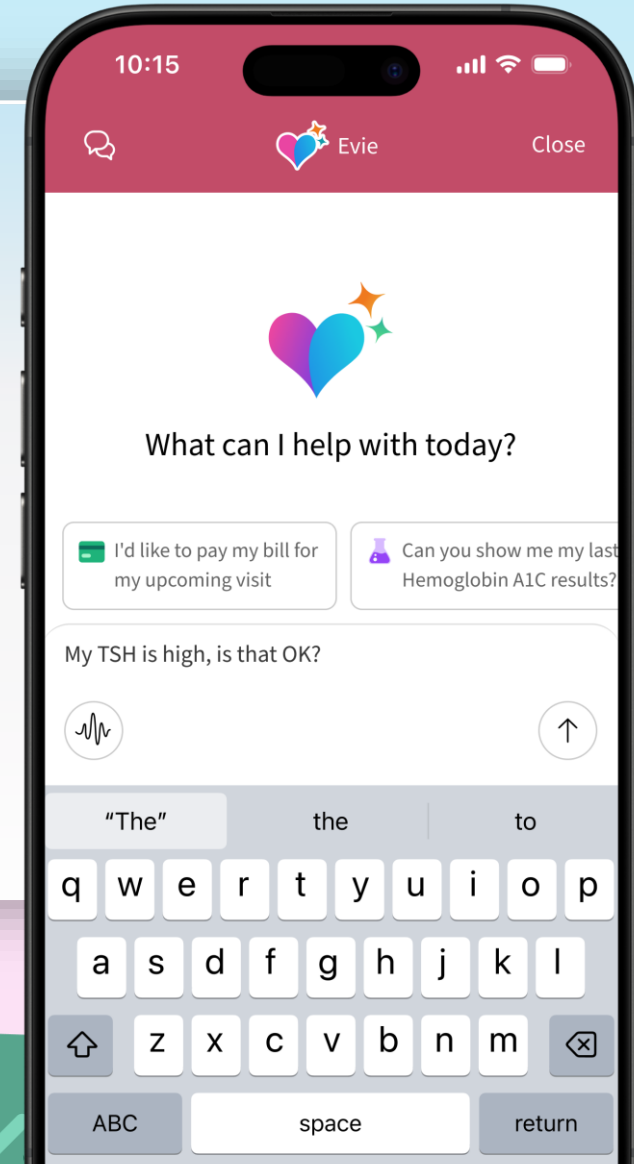 10:15
Evie
Close
What can I help with today?
I'd like to pay my bill for
my upcoming visit
Can you show me my last
Hemoglobin A1C results?
My TSH is high, is that OK?
“The” the to
q w e r t y u i o p
a s d f g h j k l
z x c v b n m
ABC space return